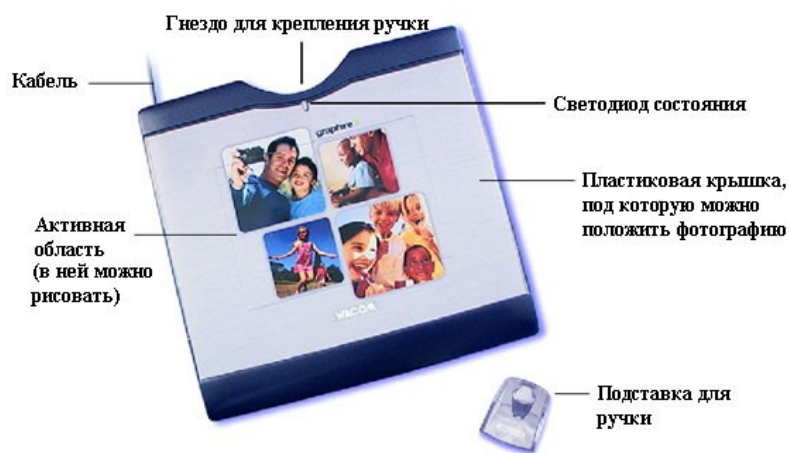 Гнездо для крепления ручки
Кабель
Светодиод состояния
graphire
Пластиковая крышка,
под которую можно
положить фотографию
Активная
область
(в ней можно
рисовать)
WACOM
Подставка для
ручки